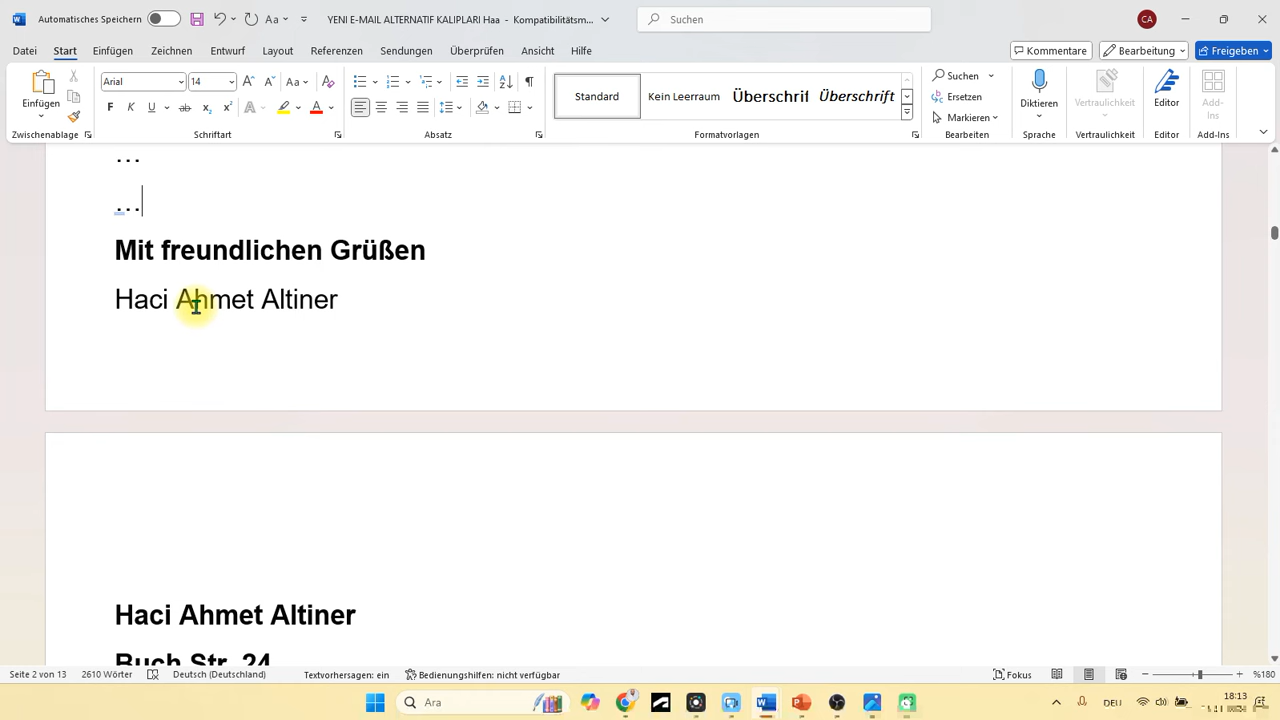 Automatisches Speichern
YENI E-MAIL ALTERNATIF KALIPLARI Haa - Kompatibilitätsm...
Suchen
CA
Datei Start Einfügen Zeichnen Entwurf Layout Referenzen Sendungen Überprüfen Ansicht Hilfe
Kommentare Bearbeitung Freigeben
Einfügen
Arial 14
Standard Kein Leerraum Überschrif Überschrift
Suchen
Ersetzen
Markieren
Diktieren
Vertraulichkeit
Editor
Add-Ins
Zwischenablage Schriftart Absatz Formatvorlagen Bearbeiten Sprache Vertraulichkeit Editor Add-Ins
...
...
Mit freundlichen Grüßen
Haci Ahmet Altiner
Haci Ahmet Altiner
Buch Str. 24
Seite 2 von 13 2610 Wörter Deutsch (Deutschland) Textvorhersagen: ein Bedienungshilfen: nicht verfügbar Fokus %180
Ara
DEU
18:13